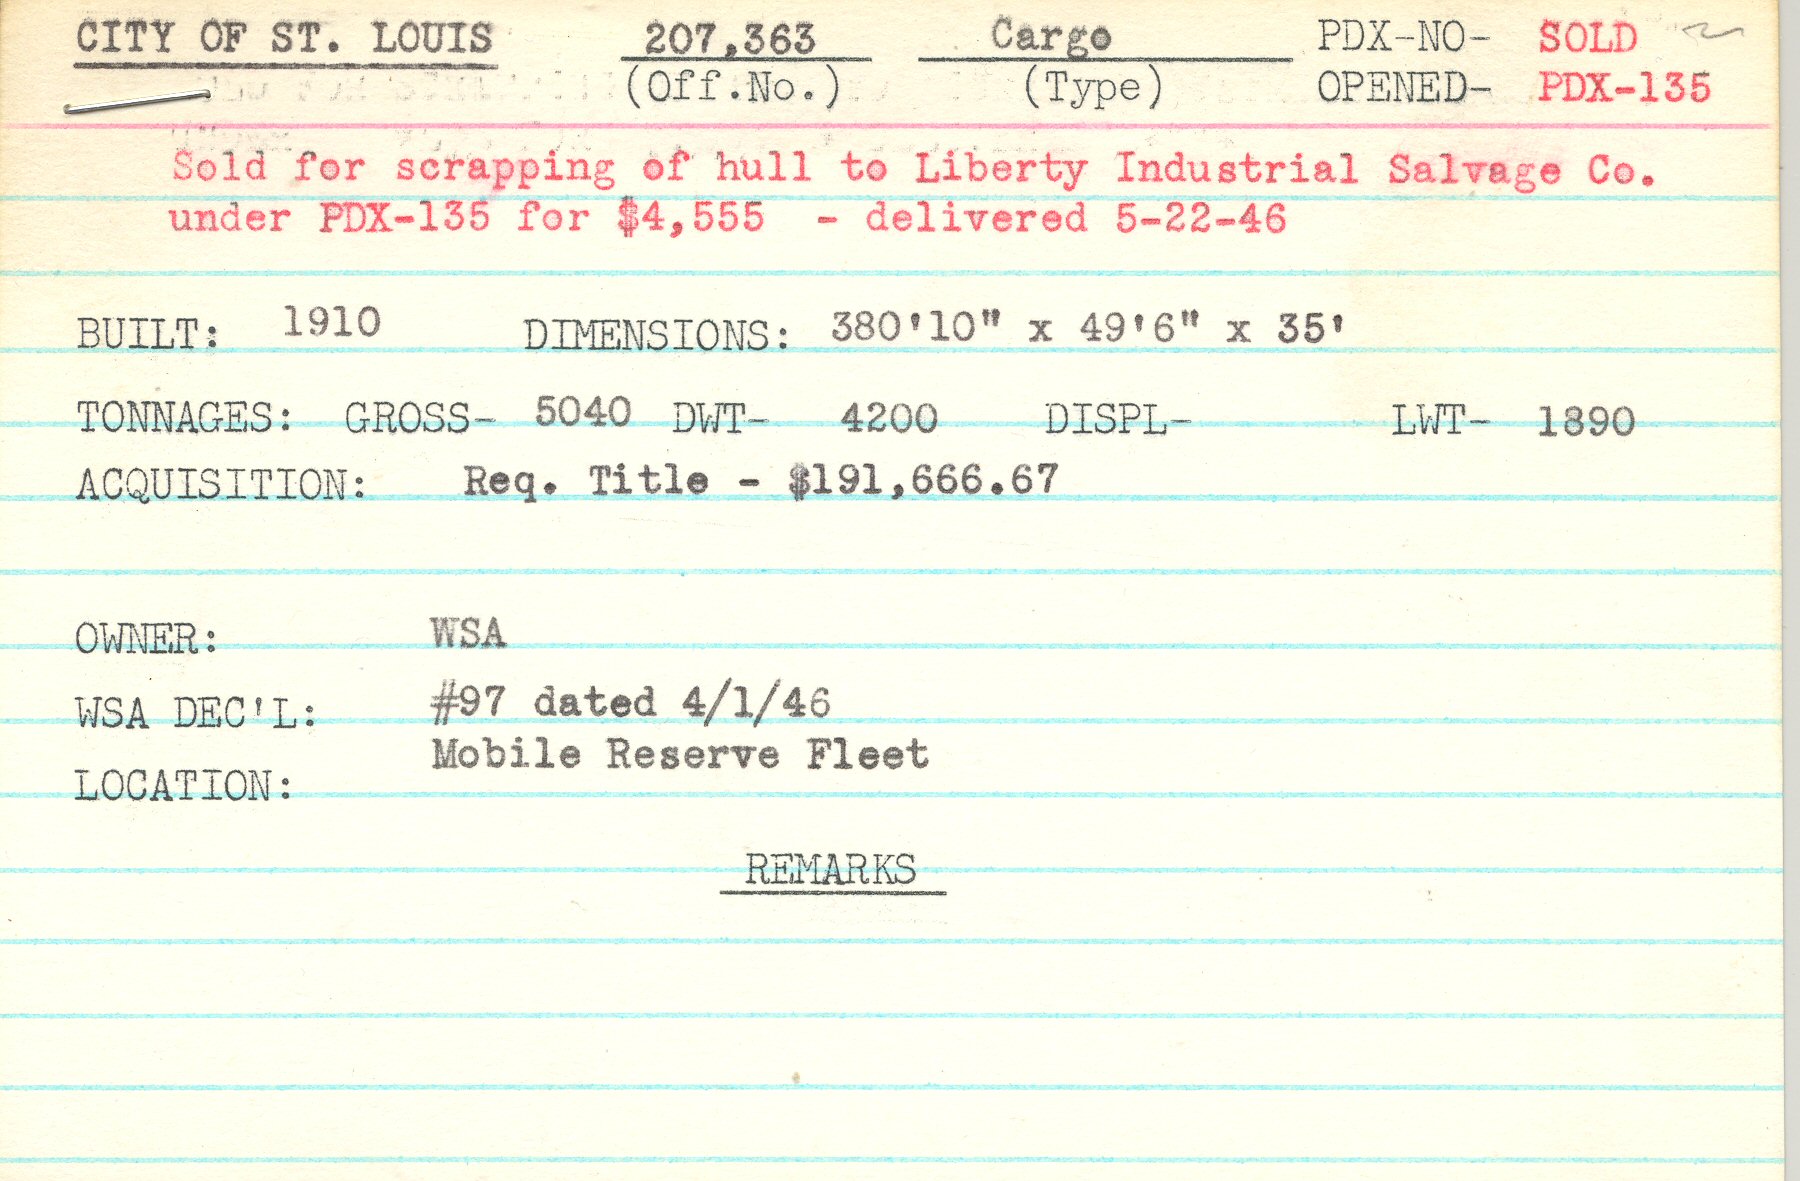 CITY OF ST. LOUIS 207,363 Cargo PDX-NO- SOLD
(Off.No.) (Type) OPENED- PDX-135
Sold for scrapping of hull to Liberty Industrial Salvage Co.
under PDX-135 for $4,555 - delivered 5-22-46
BUILT: 1910 DIMENSIONS: 380'10" x 49'6" x 35'
TONNAGES: GROSS- 5040 DWT- 4200 DISPL- LWT- 1890
ACQUISITION: Req. Title - $191,666.67
OWNER: WSA
WSA DEC'L: #97 dated 4/1/46
Mobile Reserve Fleet
LOCATION:
REMARKS